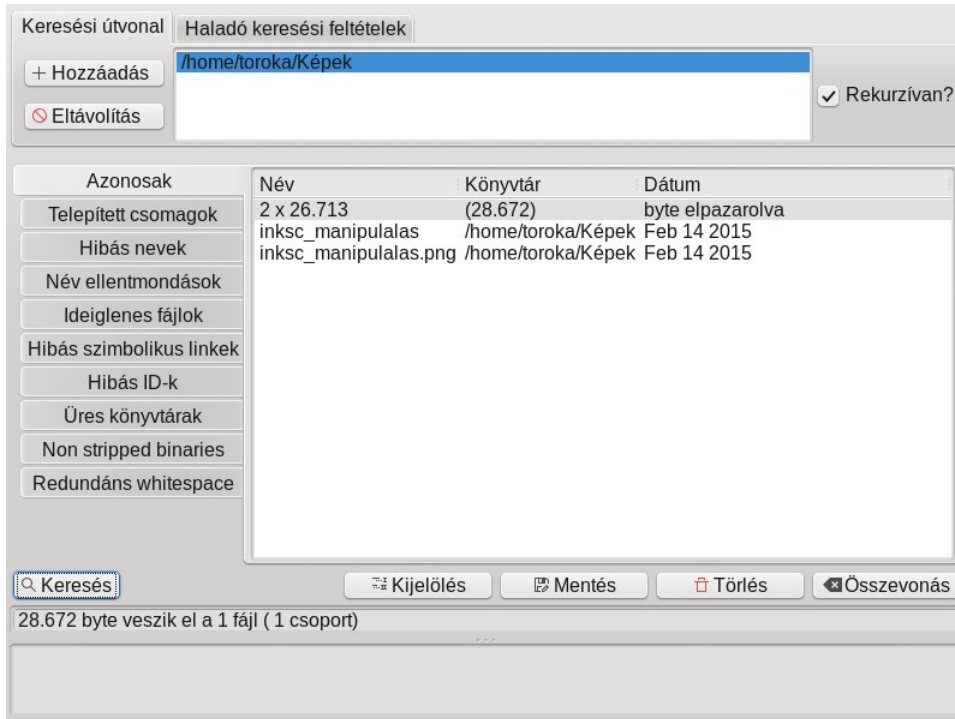 Keresési útvonal Haladó keresési feltételek
+ Hozzáadás
/home/toroka/Képek
Rekurzívan?
Eltávolítás
Azonosak
Telepített csomagok
Hibás nevek
Név ellentmondások
Ideiglenes fájlok
Hibás szimbolikus linkek
Hibás ID-k
Üres könyvtárak
Non stripped binaries
Redundáns whitespace
Név Könyvtár Dátum
2 x 26.713 (28.672) byte elpazarolva
inksc_manipulalas /home/toroka/Képek Feb 14 2015
inksc_manipulalas.png /home/toroka/Képek Feb 14 2015
Keresés Kijelölés Mentés Törlés Összevonás
28.672 byte veszik el a 1 fájl ( 1 csoport)